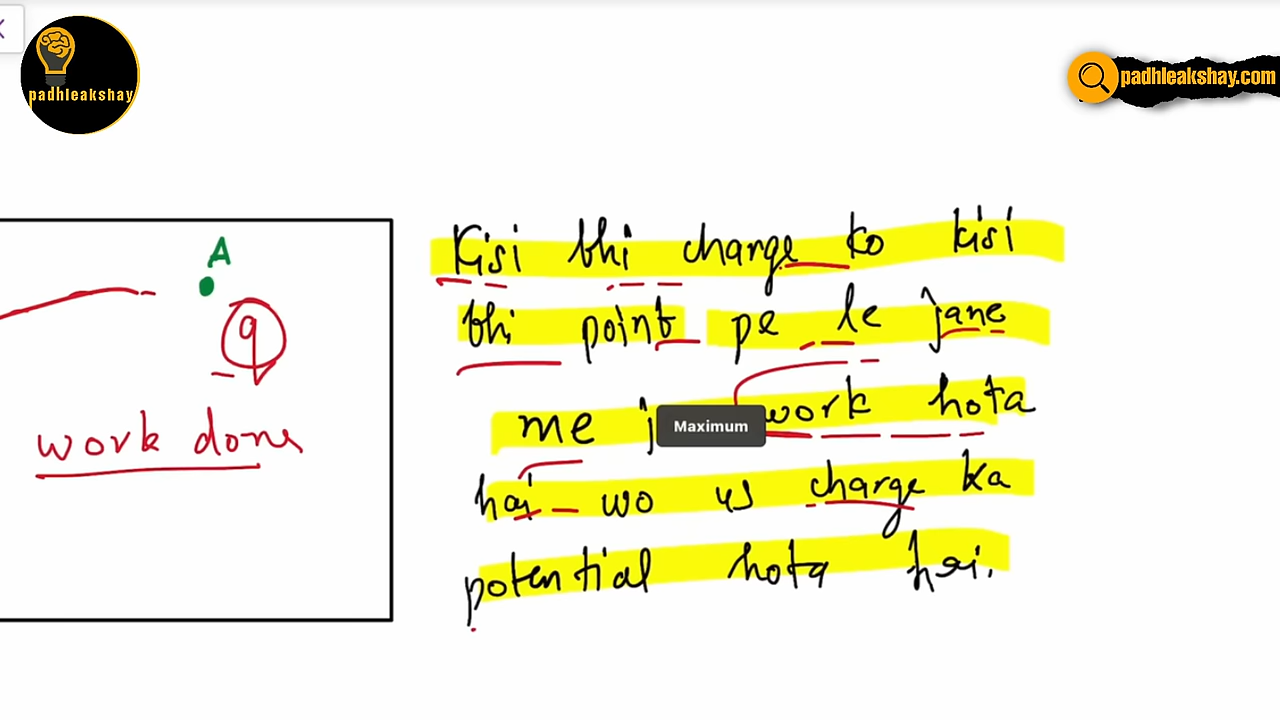 padhleakshay
padhleakshay.com
A
q
work done
Kisi bhi charge ko kisi
bhi point pe le jane
me work hota
Maximum
hai wo us charge ka
potential hota hai.